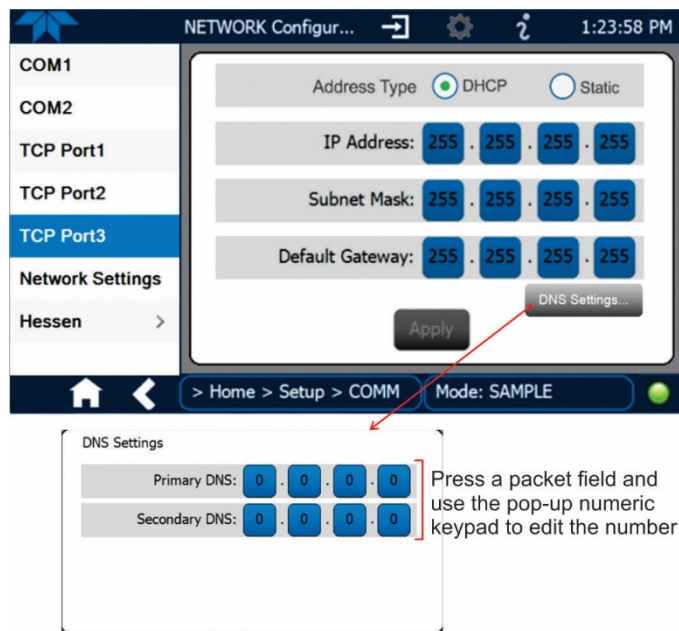 NETWORK Configur... 1:23:58 PM
COM1
COM2
TCP Port1
TCP Port2
TCP Port3
Network Settings
Hessen >
Address Type DHCP Static
IP Address: 255 . 255 . 255 . 255
Subnet Mask: 255 . 255 . 255 . 255
Default Gateway: 255 . 255 . 255 . 255
DNS Settings...
Apply
> Home > Setup > COMM Mode: SAMPLE
DNS Settings
Primary DNS: 0 . 0 . 0 . 0
Secondary DNS: 0 . 0 . 0 . 0
Press a packet field and
use the pop-up numeric
keypad to edit the number